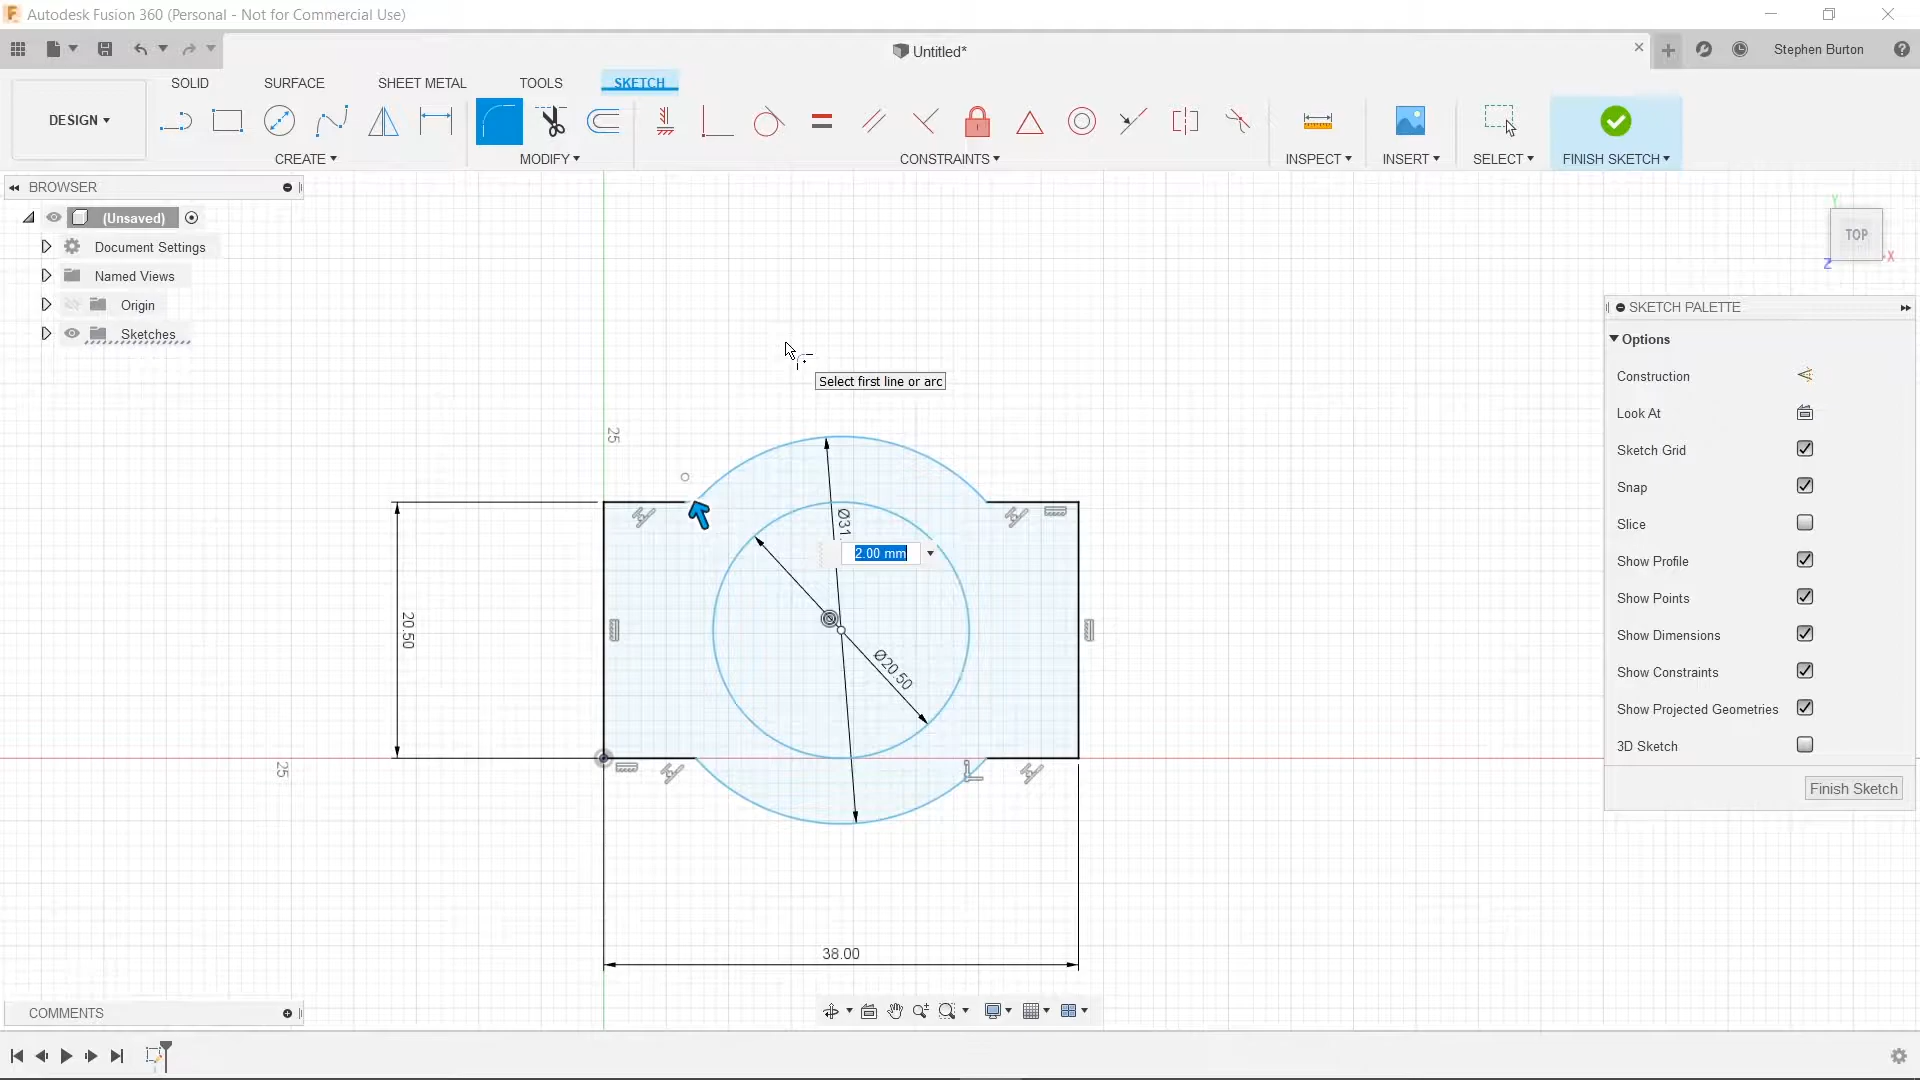 Autodesk Fusion 360 (Personal - Not for Commercial Use)
Untitled*
Stephen Burton
SOLID SURFACE SHEET METAL TOOLS SKETCH
DESIGN
CREATE MODIFY CONSTRAINTS INSPECT INSERT SELECT FINISH SKETCH
BROWSER
(Unsaved)
Document Settings
Named Views
Origin
Sketches
TOP
Y
X
Z
SKETCH PALETTE
Options
Construction
Look At
Sketch Grid
Snap
Slice
Show Profile
Show Points
Show Dimensions
Show Constraints
Show Projected Geometries
3D Sketch
Finish Sketch
Select first line or arc
25
Ø31.
2.00 mm
20.50
Ø20.50
25
38.00
COMMENTS